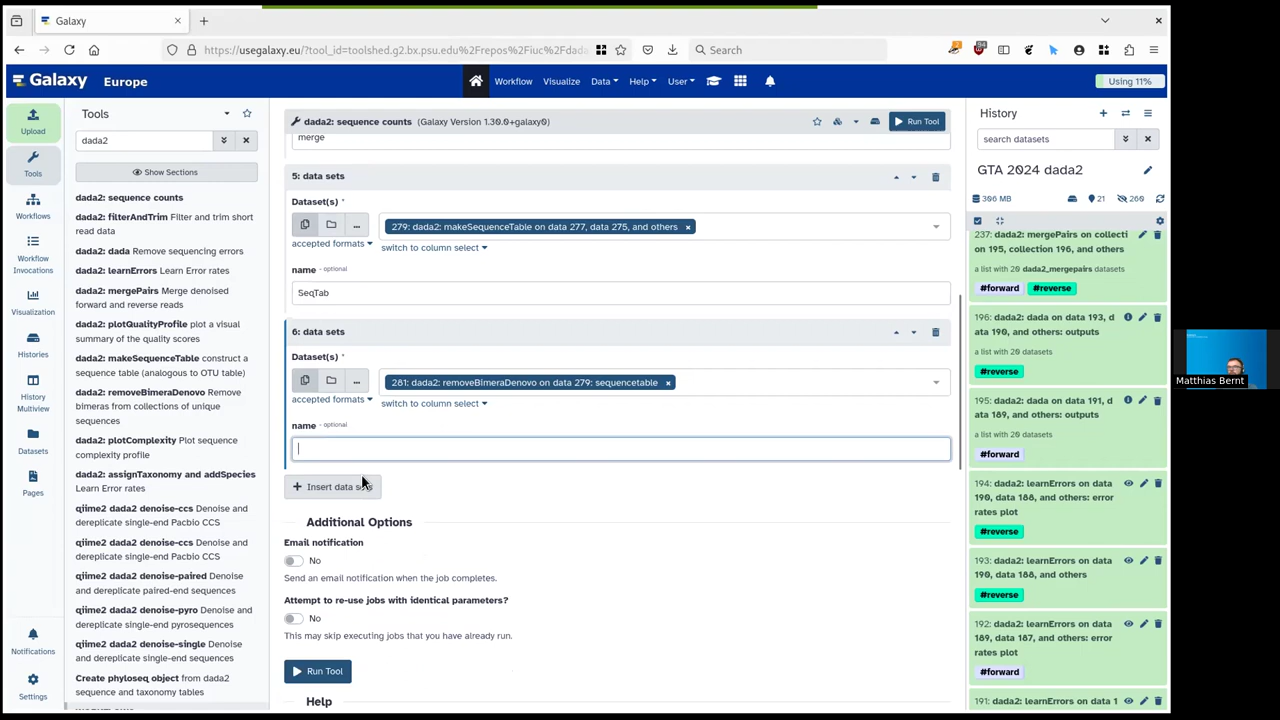 Galaxy
https://usegalaxy.eu/?tool_id=toolshed.g2.bx.psu.edu%2Frepos%2Fiuc%2Fdad
Search
Galaxy Europe
Workflow Visualize Data Help User
Using 11%
Upload
Tools
Workflows
Workflow
Invocations
Visualization
Histories
History
Multiview
Datasets
Pages
Notifications
Settings
Tools
dada2
Show Sections
dada2: sequence counts
dada2: filterAndTrim Filter and trim short
read data
dada2: dada Remove sequencing errors
dada2: learnErrors Learn Error rates
dada2: mergePairs Merge denoised
forward and reverse reads
dada2: plotQualityProfile plot a visual
summary of the quality scores
dada2: makeSequenceTable construct a
sequence table (analogous to OTU table)
dada2: removeBimeraDenovo Remove
bimeras from collections of unique
sequences
dada2: plotComplexity Plot sequence
complexity profile
dada2: assignTaxonomy and addSpecies
Learn Error rates
qiime2 dada2 denoise-ccs Denoise and
dereplicate single-end Pacbio CCS
qiime2 dada2 denoise-ccs Denoise and
dereplicate single-end Pacbio CCS
qiime2 dada2 denoise-paired Denoise
and dereplicate paired-end sequences
qiime2 dada2 denoise-pyro Denoise and
dereplicate single-end pyrosequences
qiime2 dada2 denoise-single Denoise
and dereplicate single-end sequences
Create phyloseq object from dada2
sequence and taxonomy tables
dada2: sequence counts (Galaxy Version 1.30.0+galaxy0)
Run Tool
merge
5: data sets
Dataset(s) *
279: dada2: makeSequenceTable on data 277, data 275, and others ×
accepted formats switch to column select
name - optional
SeqTab
6: data sets
Dataset(s) *
281: dada2: removeBimeraDenovo on data 279: sequencetable ×
accepted formats switch to column select
name - optional
+ Insert data sets
Additional Options
Email notification
No
Send an email notification when the job completes.
Attempt to re-use jobs with identical parameters?
No
This may skip executing jobs that you have already run.
Run Tool
Help
History
search datasets
GTA 2024 dada2
306 MB 21 260
237: dada2: mergePairs on collecti
on 195, collection 196, and others
a list with 20 dada2_mergepairs datasets
#forward #reverse
196: dada2: dada on data 193, d
ata 190, and others: outputs
a list with 20 datasets
#reverse
195: dada2: dada on data 191, d
ata 189, and others: outputs
a list with 20 datasets
#forward
194: dada2: learnErrors on data
190, data 188, and others: error
rates plot
#reverse
193: dada2: learnErrors on data
190, data 188, and others
#reverse
192: dada2: learnErrors on data
189, data 187, and others: error
rates plot
#forward
191: dada2: learnErrors on data 1
Matthias Bernt